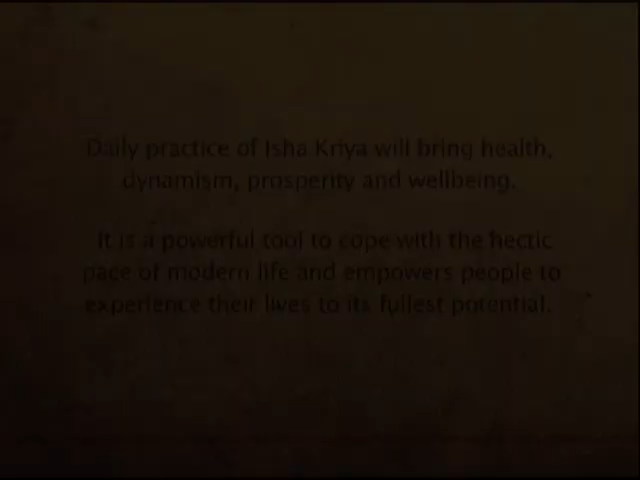 Daily practice of Isha Kriya will bring health,
dynamism, prosperity and wellbeing.
It is a powerful tool to cope with the hectic
pace of modern life and empowers people to
experience their lives to its fullest potential.